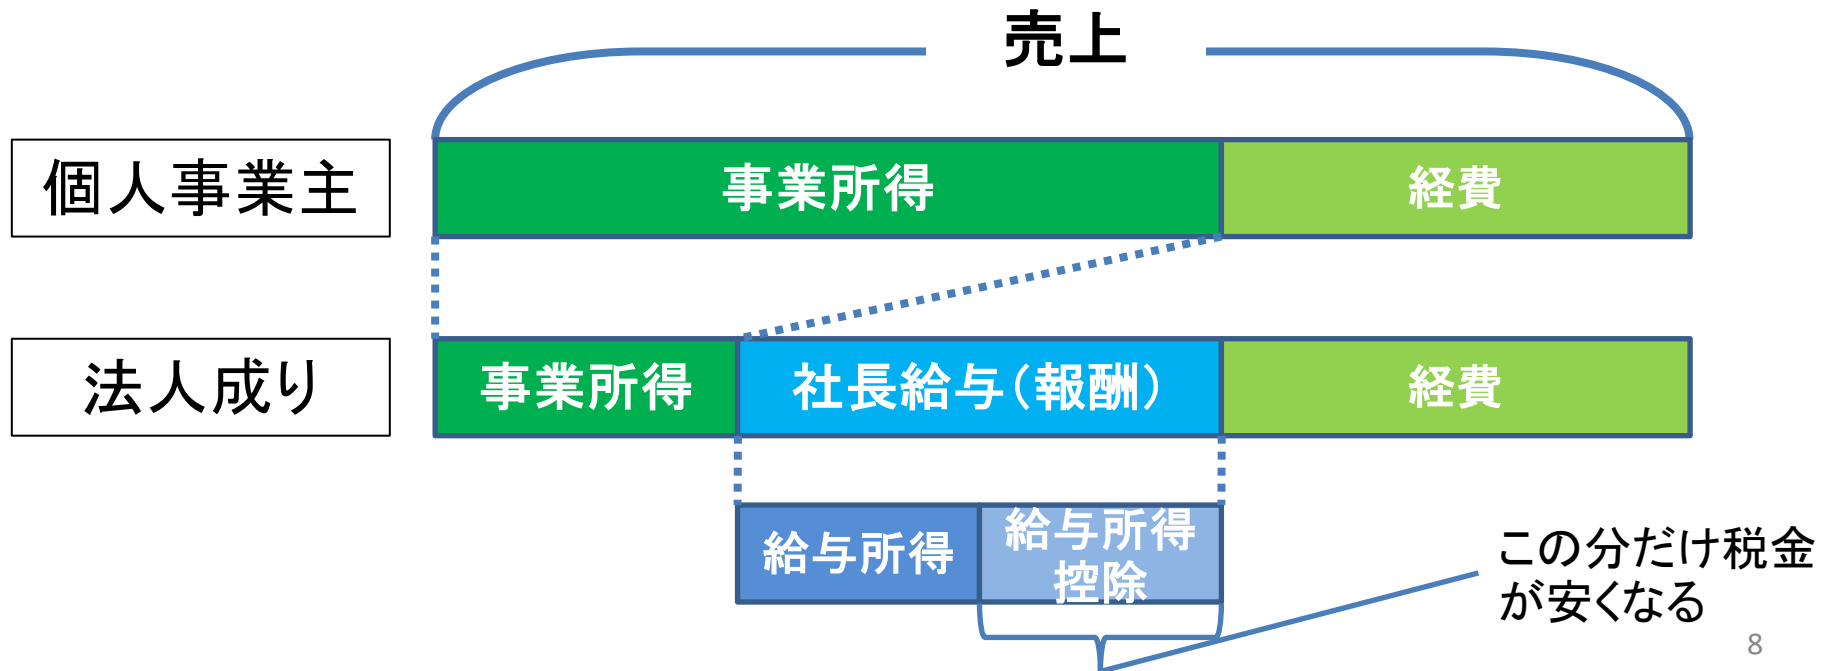 売上
個人事業主
事業所得
経費
法人成り
事業所得
社長給与(報酬)
経費
給与所得
給与所得
控除
この分だけ税金
が安くなる
8